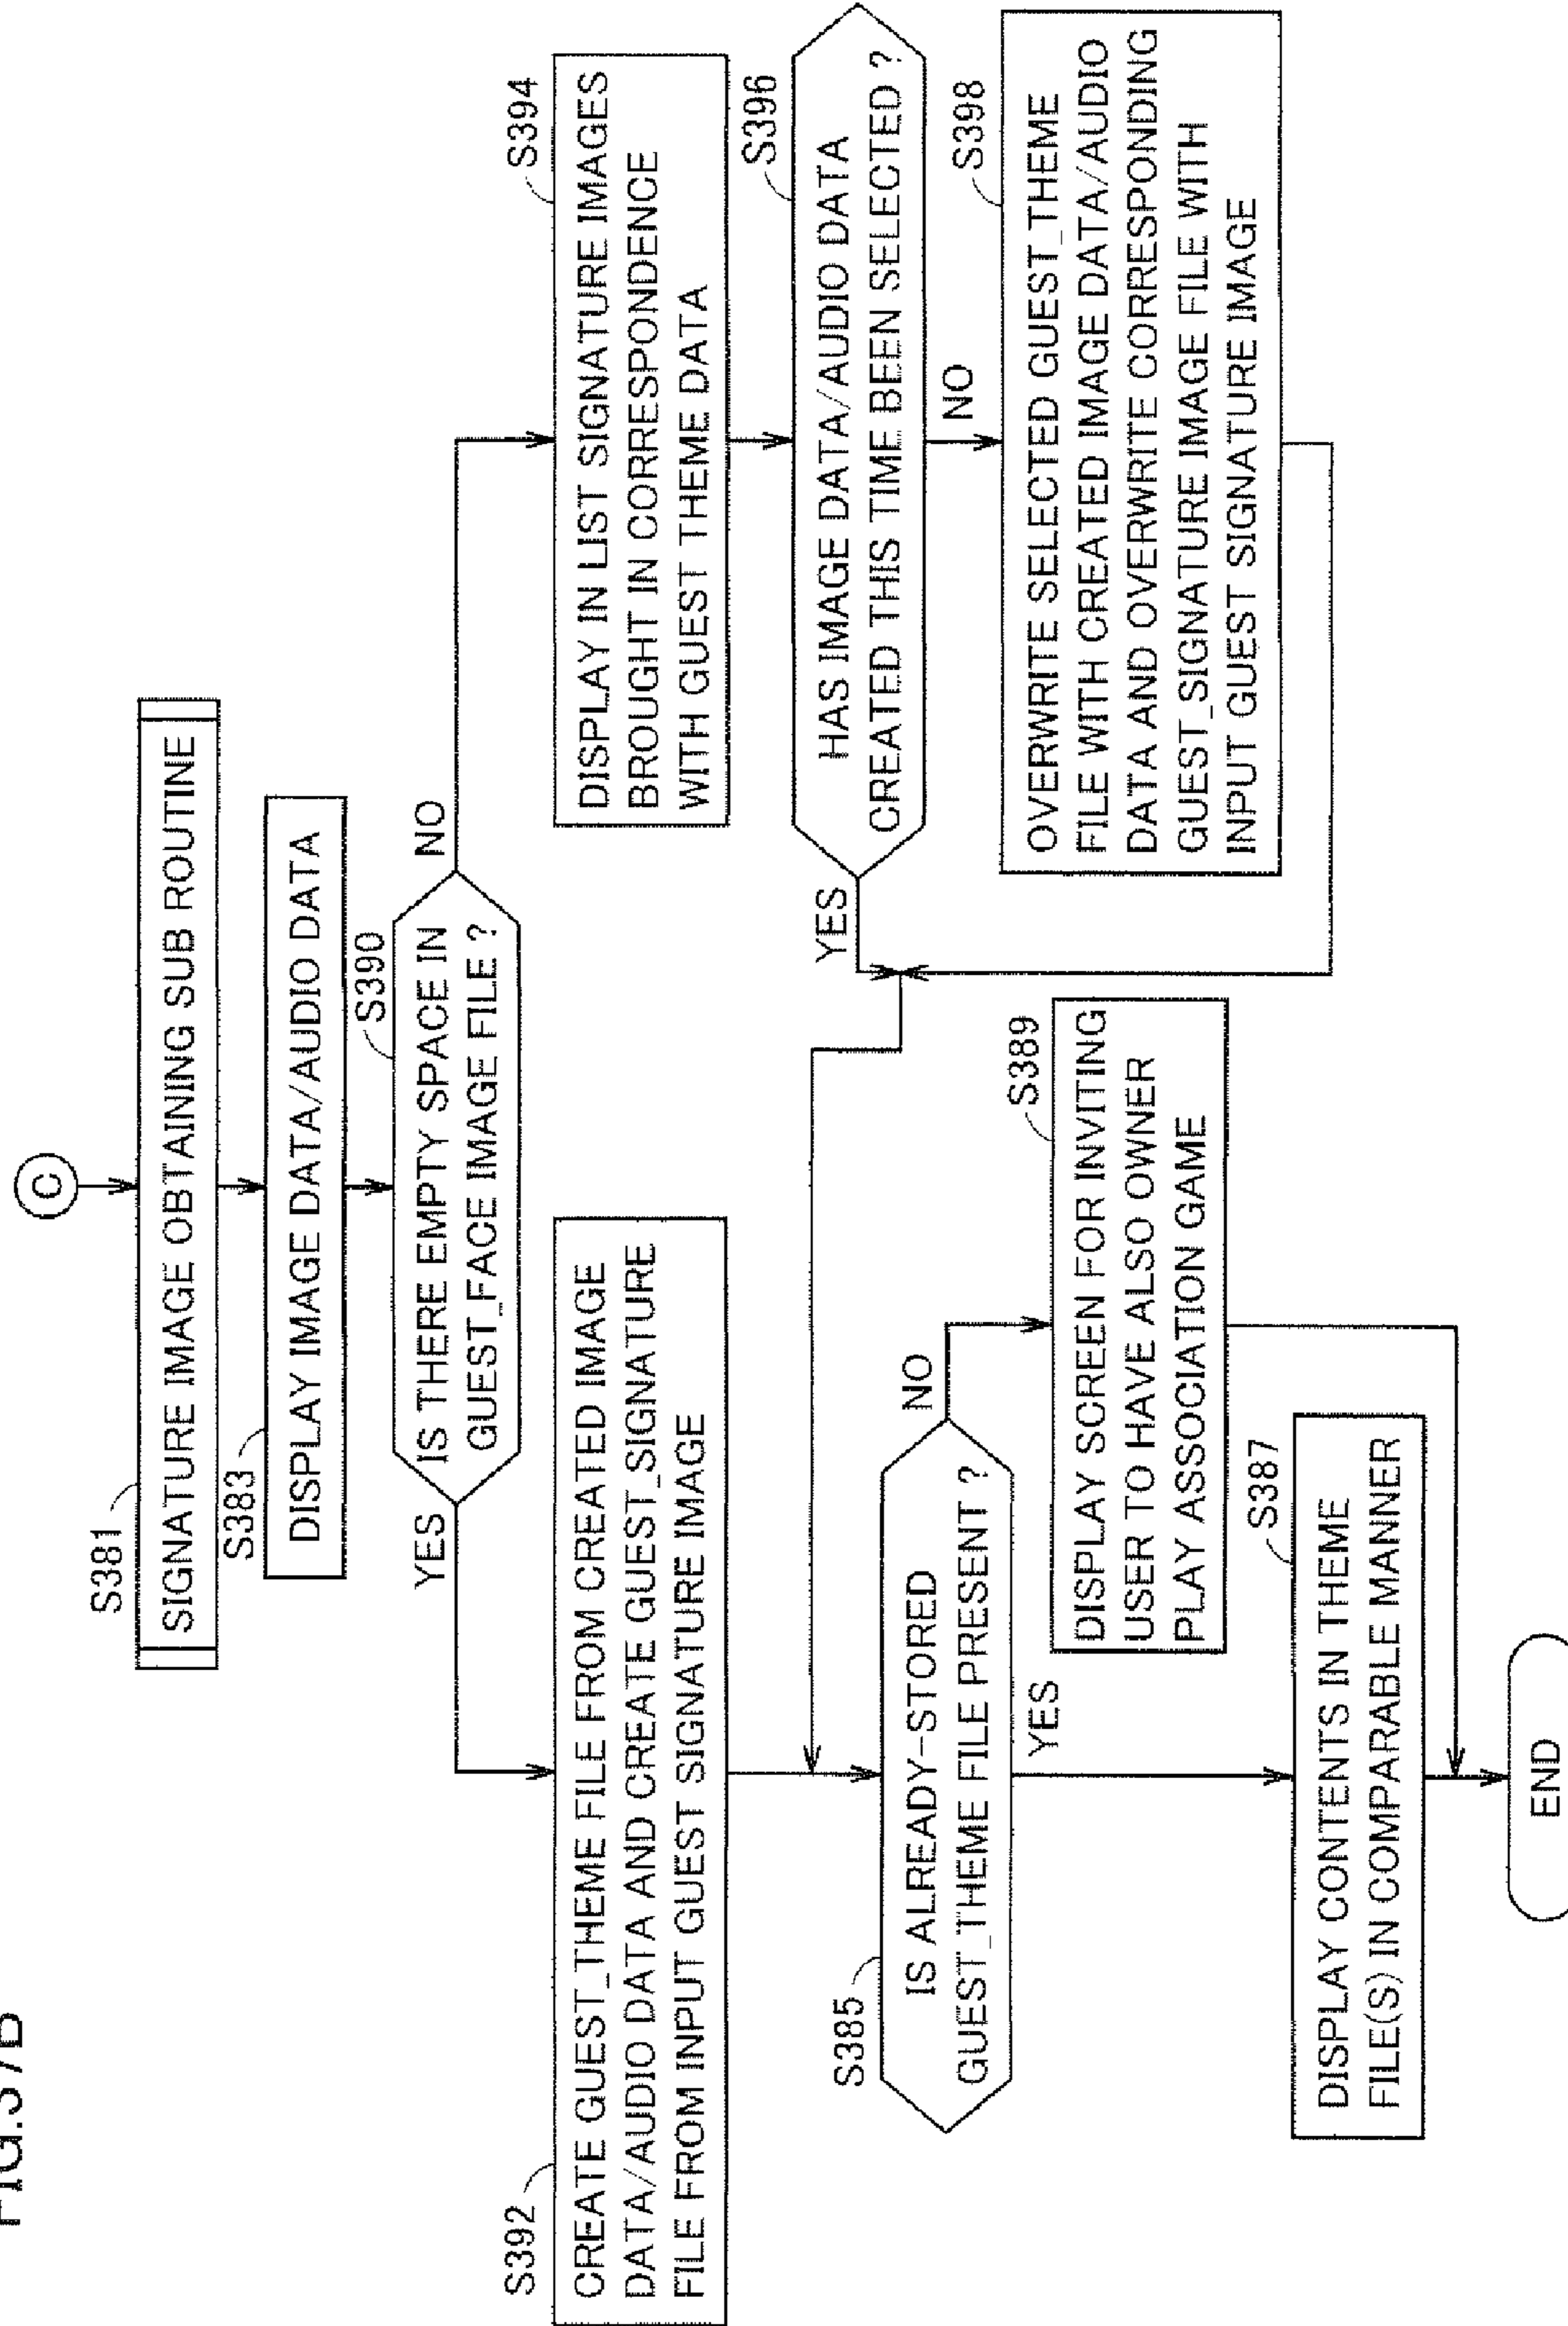 FIG.37B
C
S381
SIGNATURE IMAGE OBTAINING SUB ROUTINE
S383
DISPLAY IMAGE DATA/AUDIO DATA
S390
IS THERE EMPTY SPACE IN
GUEST_FACE IMAGE FILE ?
YES
NO
S392
CREATE GUEST_THEME FILE FROM CREATED IMAGE
DATA/AUDIO DATA AND CREATE GUEST_SIGNATURE
FILE FROM INPUT GUEST SIGNATURE IMAGE
S394
DISPLAY IN LIST SIGNATURE IMAGES
BROUGHT IN CORRESPONDENCE
WITH GUEST THEME DATA
S396
HAS IMAGE DATA/AUDIO DATA
CREATED THIS TIME BEEN SELECTED ?
YES
NO
S398
OVERWRITE SELECTED GUEST_THEME
FILE WITH CREATED IMAGE DATA/AUDIO
DATA AND OVERWRITE CORRESPONDING
GUEST_SIGNATURE IMAGE FILE WITH
INPUT GUEST SIGNATURE IMAGE
S385
IS ALREADY-STORED
GUEST_THEME FILE PRESENT ?
NO
YES
S389
DISPLAY SCREEN FOR INVITING
USER TO HAVE ALSO OWNER
PLAY ASSOCIATION GAME
S387
DISPLAY CONTENTS IN THEME
FILE(S) IN COMPARABLE MANNER
END